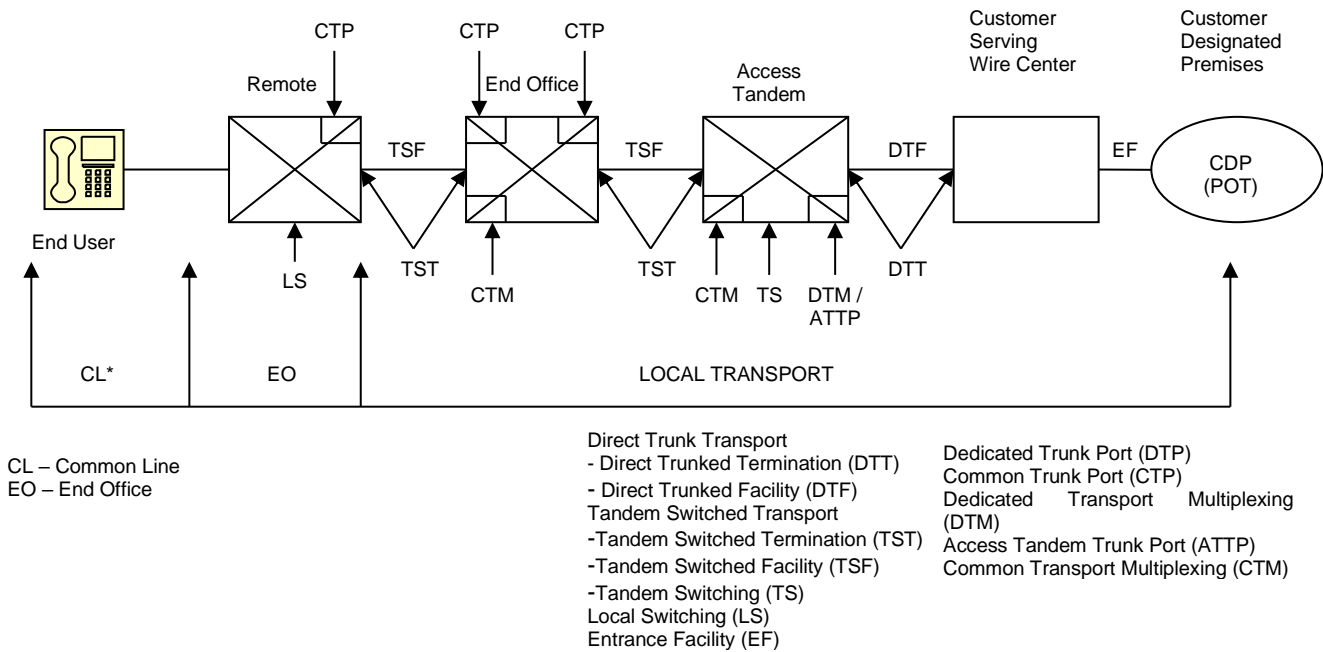 Customer
Serving
Wire Center
Customer
Designated
Premises
CTP
CTP
CTP
Remote
End Office
Access
Tandem
TSF
TSF
DTF
EF
CDP
(POT)
End User
LS
TST
CTM
TST
CTM
TS
DTM /
ATTP
DTT
CL*
EO
LOCAL TRANSPORT
CL – Common Line
EO – End Office
Direct Trunk Transport
- Direct Trunked Termination (DTT)
- Direct Trunked Facility (DTF)
Tandem Switched Transport
-Tandem Switched Termination (TST)
-Tandem Switched Facility (TSF)
-Tandem Switching (TS)
Local Switching (LS)
Entrance Facility (EF)
Dedicated Trunk Port (DTP)
Common Trunk Port (CTP)
Dedicated Transport Multiplexing
(DTM)
Access Tandem Trunk Port (ATTP)
Common Transport Multiplexing (CTM)